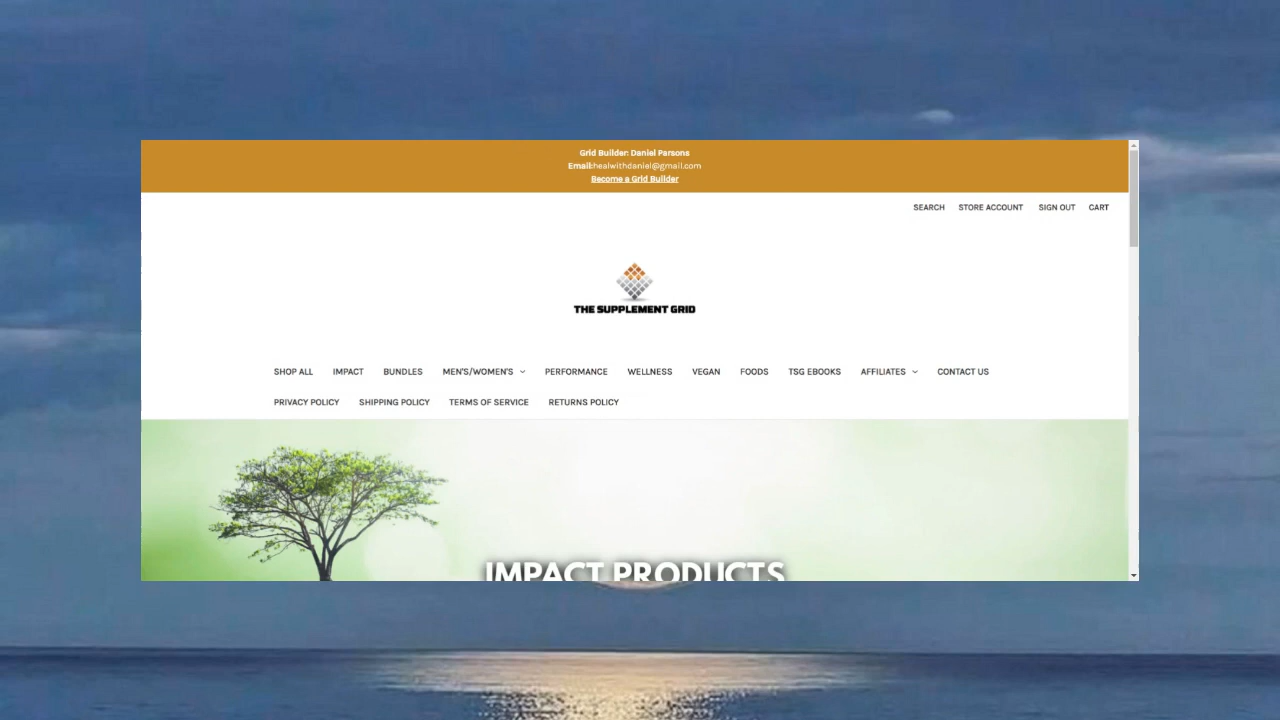 Grid Builder: Daniel Parsons
Email:healwithdaniel@gmail.com
Become a Grid Builder
SEARCH STORE ACCOUNT SIGN OUT CART
THE SUPPLEMENT GRID
SHOP ALL IMPACT BUNDLES MEN'S/WOMEN'S PERFORMANCE WELLNESS VEGAN FOODS TSG EBOOKS AFFILIATES CONTACT US
PRIVACY POLICY SHIPPING POLICY TERMS OF SERVICE RETURNS POLICY
IMPACT PRODUCTS